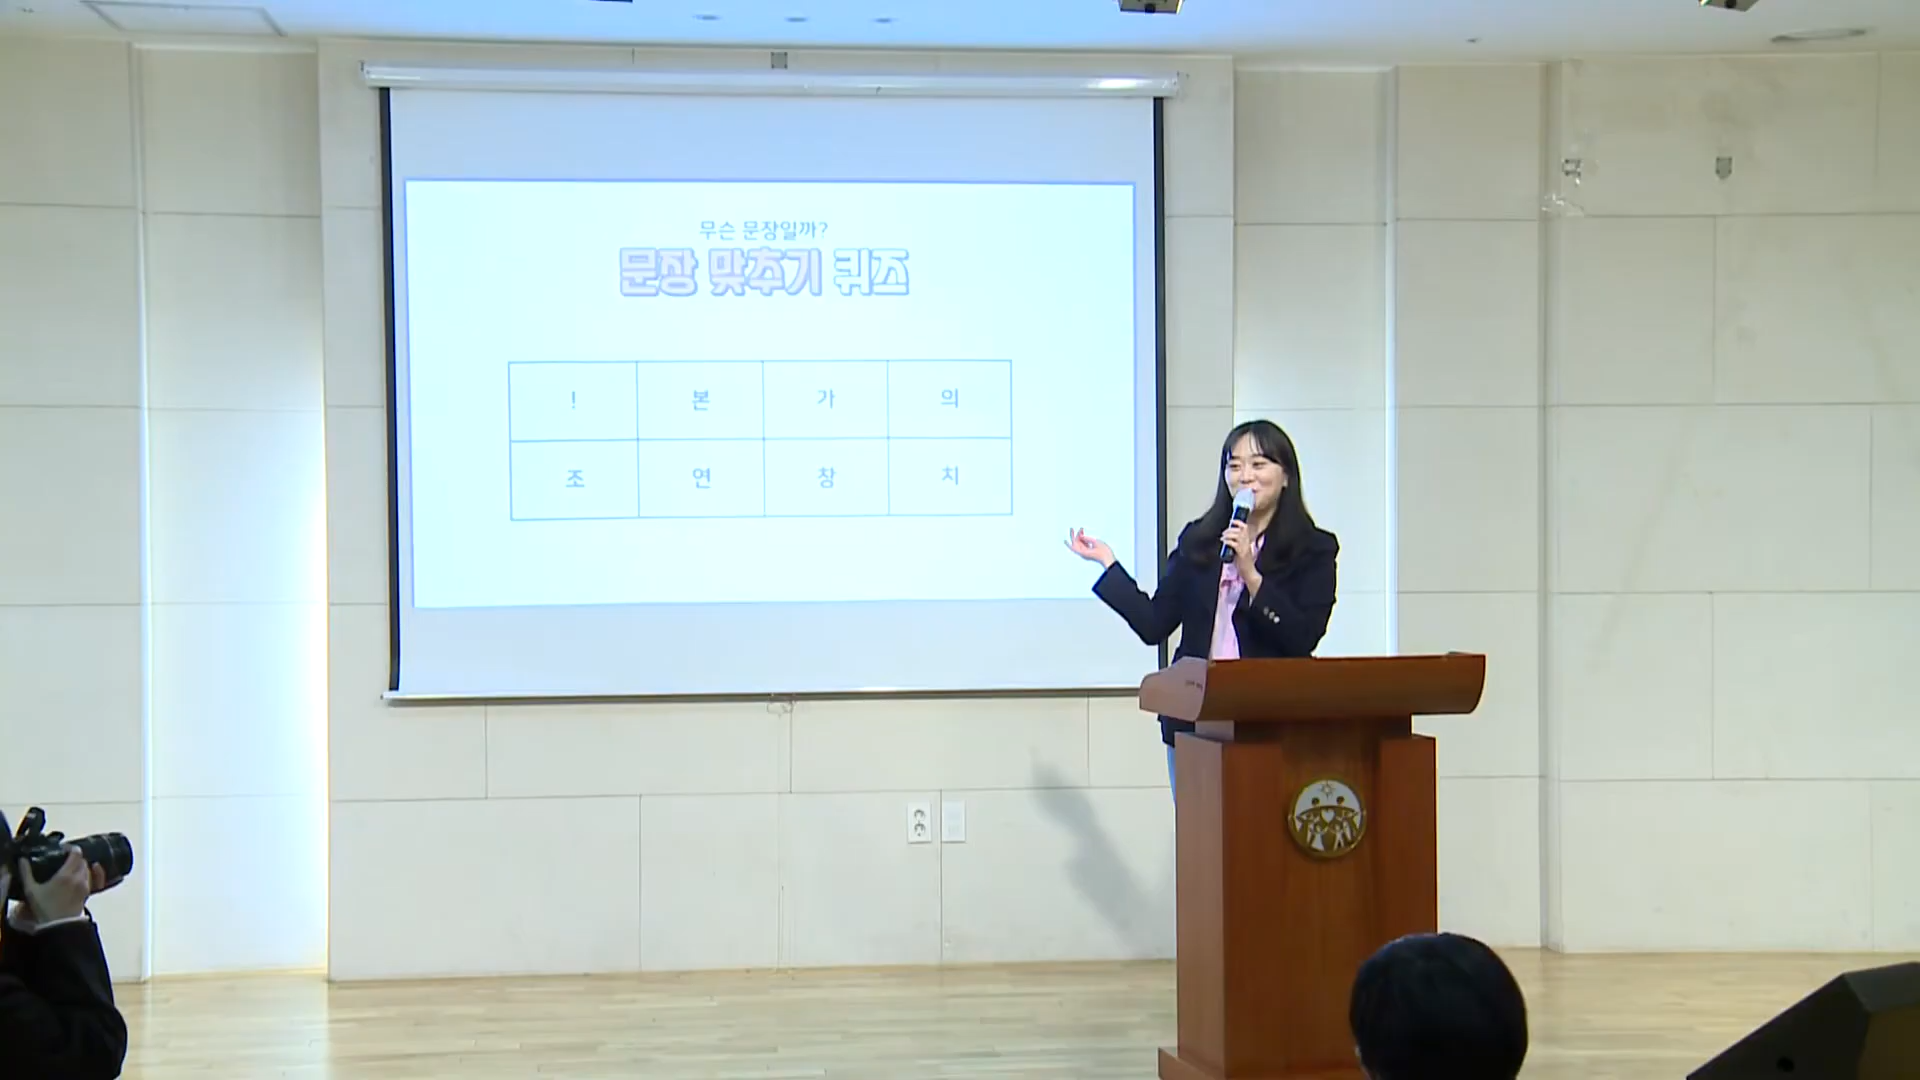 무슨 문장일까?
문장 맞추기 퀴즈
! 본 가 의
조 연 창 치